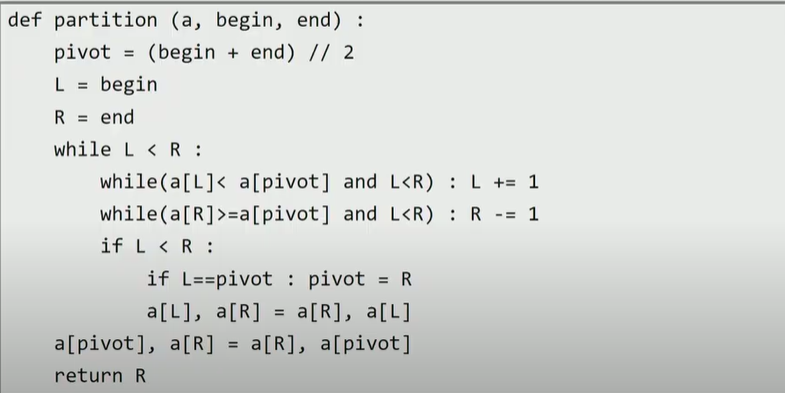 def partition (a, begin, end) :
    pivot = (begin + end) // 2
    L = begin
    R = end
    while L < R :
        while(a[L]< a[pivot] and L<R) : L += 1
        while(a[R]>=a[pivot] and L<R) : R -= 1
        if L < R :
            if L==pivot : pivot = R
            a[L], a[R] = a[R], a[L]
    a[pivot], a[R] = a[R], a[pivot]
    return R